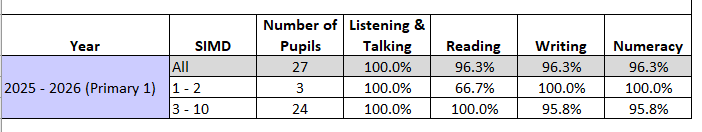 Year SIMD Number of Pupils Listening & Talking Reading Writing Numeracy
All 27 100.0% 96.3% 96.3% 96.3%
2025 - 2026 (Primary 1) 1 - 2 3 100.0% 66.7% 100.0% 100.0%
3 - 10 24 100.0% 100.0% 95.8% 95.8%